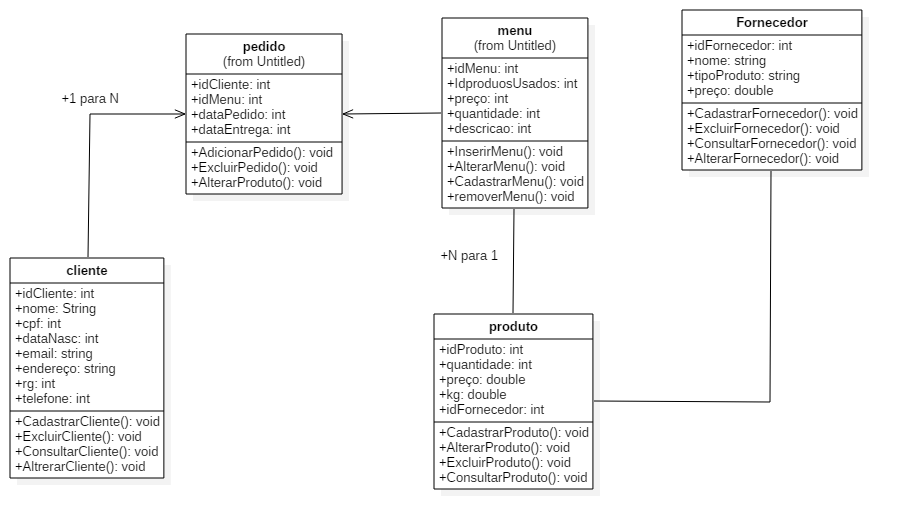 pedido
(from Untitled)
+idCliente: int
+idMenu: int
+dataPedido: int
+dataEntrega: int
+AdicionarPedido(): void
+ExcluirPedido(): void
+AlterarProduto(): void
menu
(from Untitled)
+idMenu: int
+IdproduosUsados: int
+preço: int
+quantidade: int
+descricao: int
+InserirMenu(): void
+AlterarMenu(): void
+CadastrarMenu(): void
+removerMenu(): void
Fornecedor
+idFornecedor: int
+nome: string
+tipoProduto: string
+preço: double
+CadastrarFornecedor(): void
+ExcluirFornecedor(): void
+ConsultarFornecedor(): void
+AlterarFornecedor(): void
+1 para N
+N para 1
cliente
+idCliente: int
+nome: String
+cpf: int
+dataNasc: int
+email: string
+endereço: string
+rg: int
+telefone: int
+CadastrarCliente(): void
+ExcluirCliente(): void
+ConsultarCliente(): void
+AltrerarCliente(): void
produto
+idProduto: int
+quantidade: int
+preço: double
+kg: double
+idFornecedor: int
+CadastrarProduto(): void
+AlterarProduto(): void
+ExcluirProduto(): void
+ConsultarProduto(): void